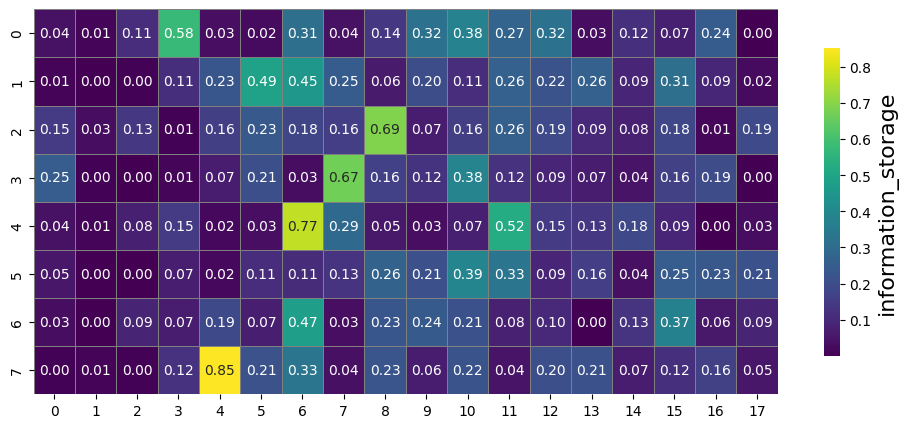 0 0.04 0.01 0.11 0.58 0.03 0.02 0.31 0.04 0.14 0.32 0.38 0.27 0.32 0.03 0.12 0.07 0.24 0.00
1 0.01 0.00 0.00 0.11 0.23 0.49 0.45 0.25 0.06 0.20 0.11 0.26 0.22 0.26 0.09 0.31 0.09 0.02
2 0.15 0.03 0.13 0.01 0.16 0.23 0.18 0.16 0.69 0.07 0.16 0.26 0.19 0.09 0.08 0.18 0.01 0.19
3 0.25 0.00 0.00 0.01 0.07 0.21 0.03 0.67 0.16 0.12 0.38 0.12 0.09 0.07 0.04 0.16 0.19 0.00
4 0.04 0.01 0.08 0.15 0.02 0.03 0.77 0.29 0.05 0.03 0.07 0.52 0.15 0.13 0.18 0.09 0.00 0.03
5 0.05 0.00 0.00 0.07 0.02 0.11 0.11 0.13 0.26 0.21 0.39 0.33 0.09 0.16 0.04 0.25 0.23 0.21
6 0.03 0.00 0.09 0.07 0.19 0.07 0.47 0.03 0.23 0.24 0.21 0.08 0.10 0.00 0.13 0.37 0.06 0.09
7 0.00 0.01 0.00 0.12 0.85 0.21 0.33 0.04 0.23 0.06 0.22 0.04 0.20 0.21 0.07 0.12 0.16 0.05
0 1 2 3 4 5 6 7 8 9 10 11 12 13 14 15 16 17
0.8
0.7
0.6
0.5
0.4
0.3
0.2
0.1
information_storage